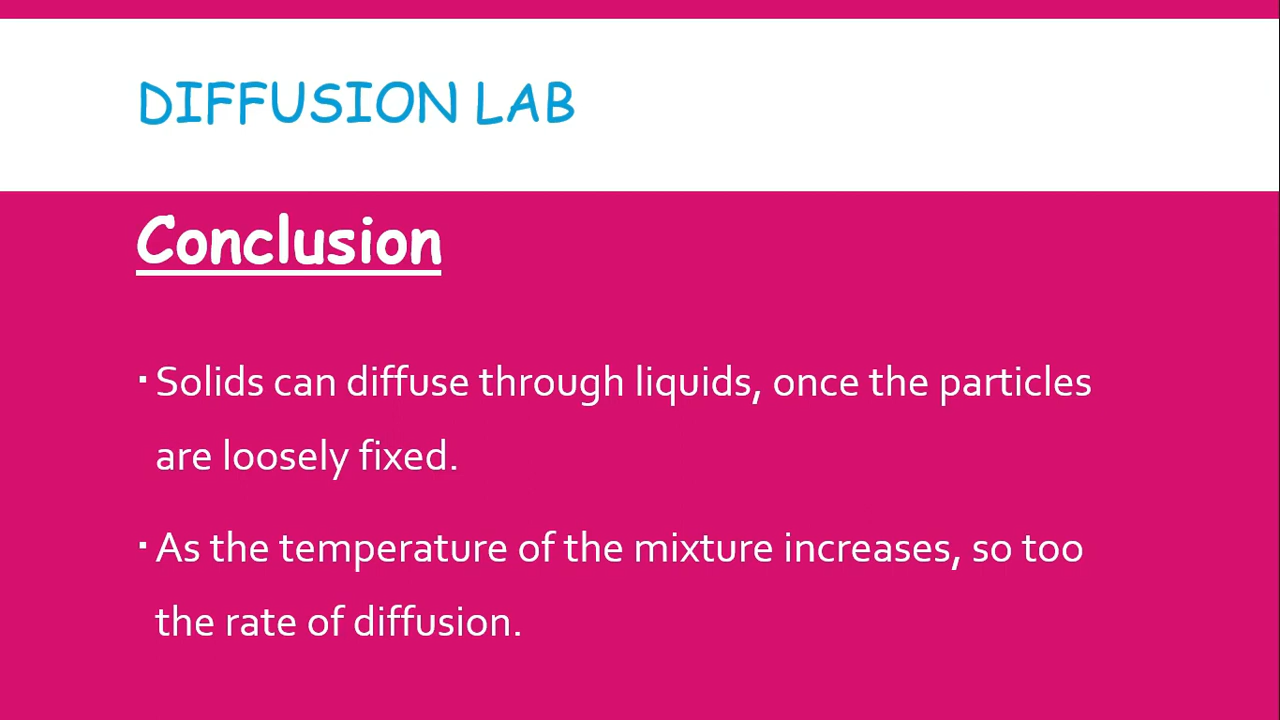 DIFFUSION LAB
Conclusion
▪ Solids can diffuse through liquids, once the particles
are loosely fixed.
▪ As the temperature of the mixture increases, so too
the rate of diffusion.